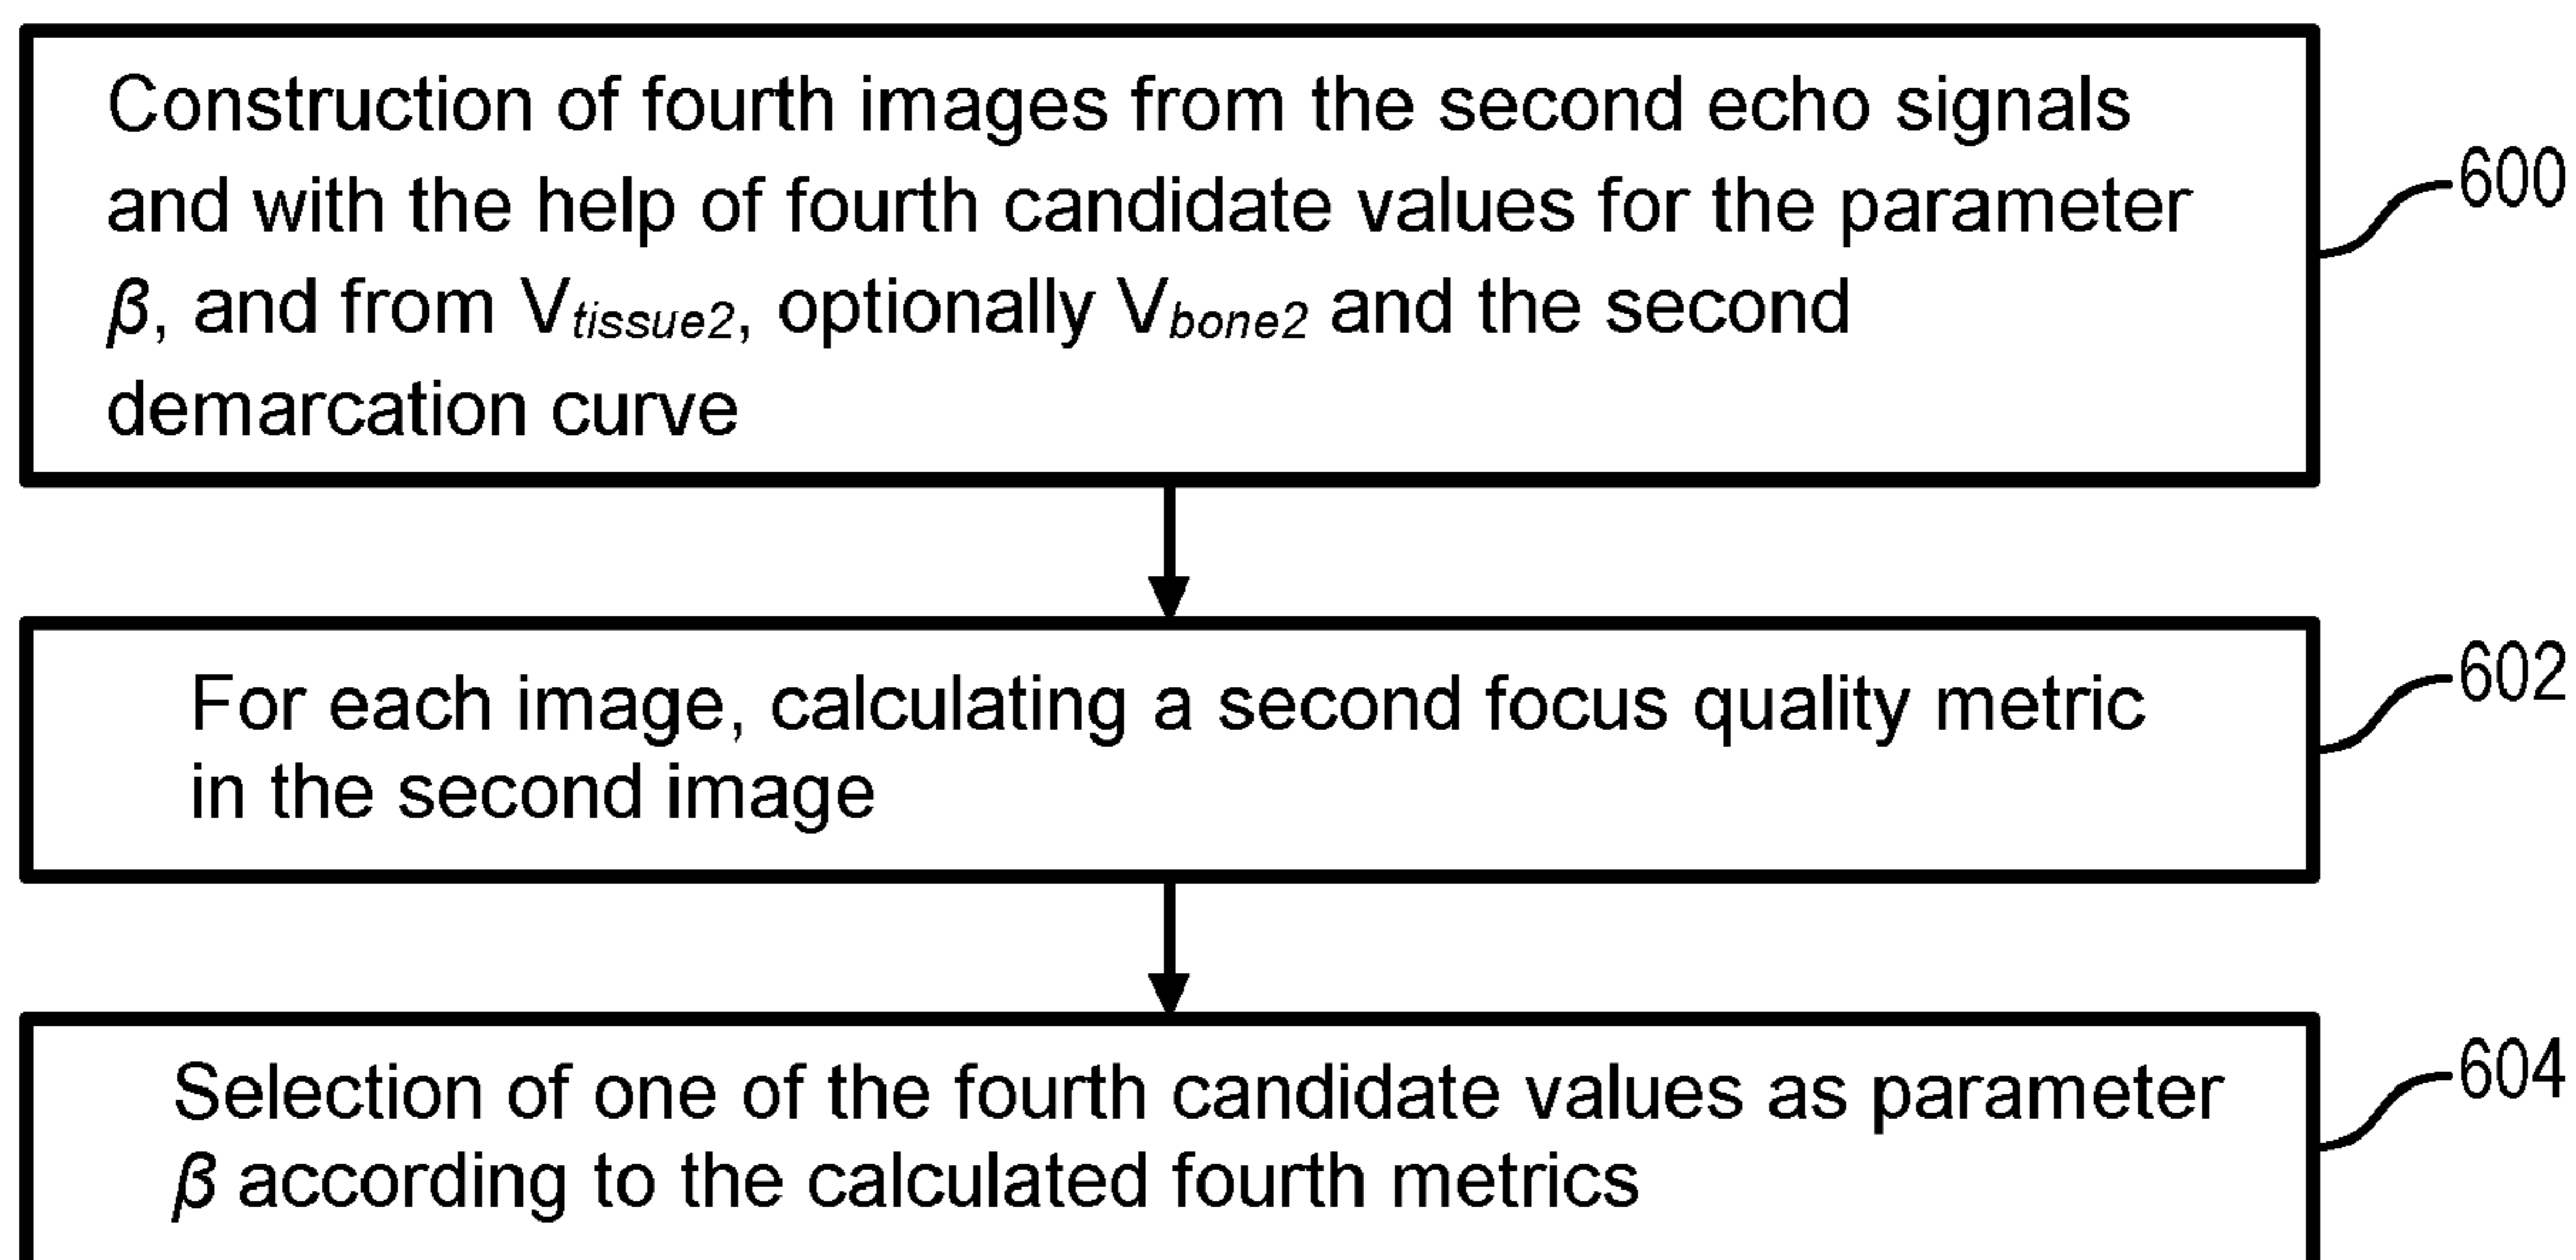 Construction of fourth images from the second echo signals
and with the help of fourth candidate values for the parameter
β, and from Vtissue2, optionally Vbone2 and the second
demarcation curve
600
For each image, calculating a second focus quality metric
in the second image
602
Selection of one of the fourth candidate values as parameter
β according to the calculated fourth metrics
604